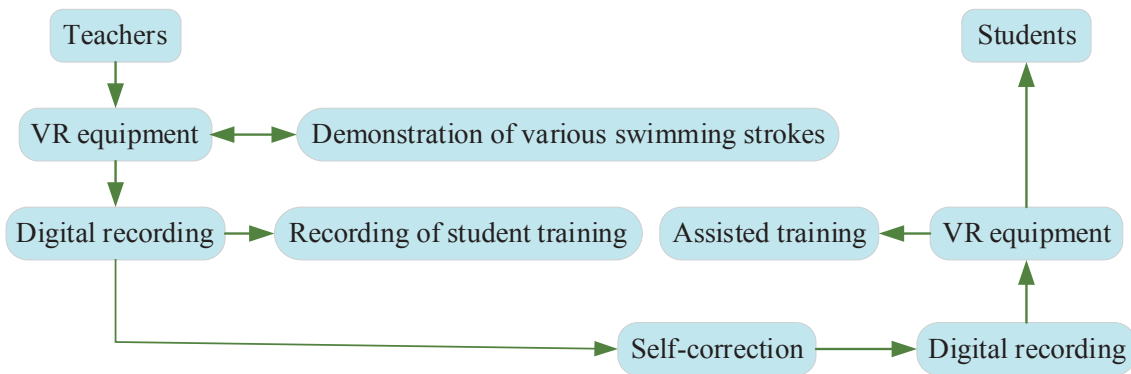 Teachers
Students
VR equipment
Demonstration of various swimming strokes
Digital recording
Recording of student training
Assisted training
VR equipment
Self-correction
Digital recording